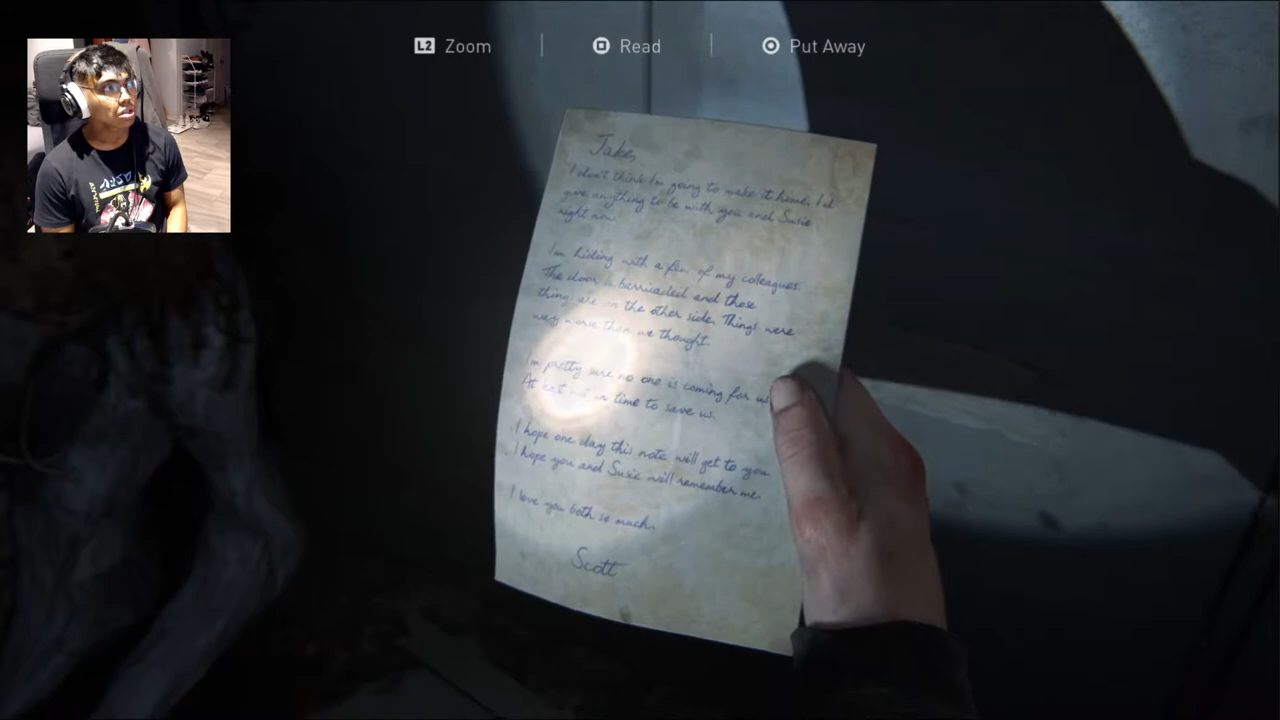 L2 Zoom | Read | Put Away
Jake,
I don't think I'm going to make it home. I'd
give anything to be with you and Susie
right now.
I'm hiding with a few of my colleagues.
The door is barricaded and those
things are on the other side. Things were
way worse than we thought.
I'm pretty sure no one is coming for us.
At least not in time to save us.
I hope one day this note will get to you.
I hope you and Susie will remember me.
I love you both so much.
Scott